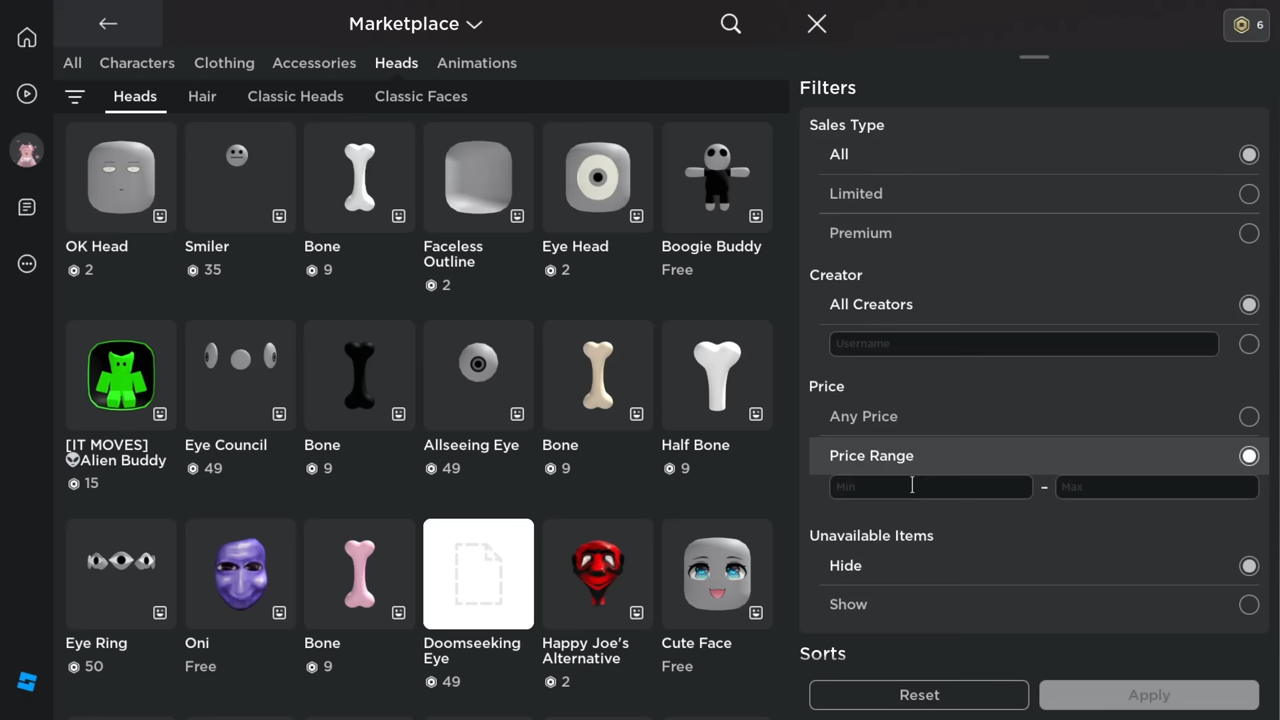 Marketplace
6
All Characters Clothing Accessories Heads Animations
Heads Hair Classic Heads Classic Faces
OK Head
2
Smiler
35
Bone
9
Faceless
Outline
2
Eye Head
2
Boogie Buddy
Free
[IT MOVES]
👽Alien Buddy
15
Eye Council
49
Bone
9
Allseeing Eye
49
Bone
9
Half Bone
9
Eye Ring
50
Oni
Free
Bone
9
Doomseeking
Eye
49
Happy Joe's
Alternative
2
Cute Face
Free
Filters
Sales Type
All
Limited
Premium
Creator
All Creators
Username
Price
Any Price
Price Range
Min - Max
Unavailable Items
Hide
Show
Sorts
Reset Apply